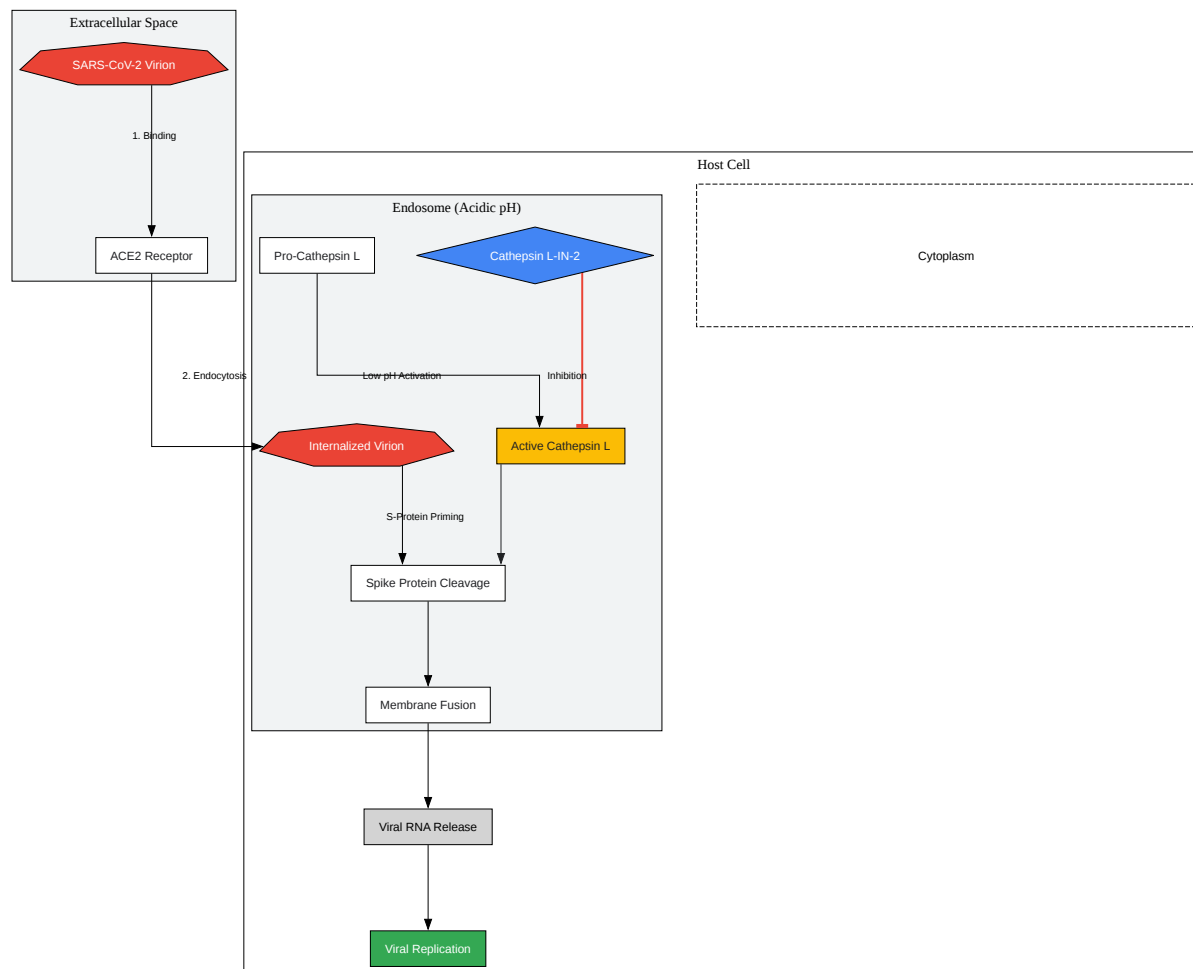 Extracellular Space
SARS-CoV-2 Virion
1. Binding
ACE2 Receptor
Host Cell
Endosome (Acidic pH)
Pro-Cathepsin L
Cathepsin L-IN-2
Cytoplasm
2. Endocytosis
Low pH Activation
Inhibition
Internalized Virion
Active Cathepsin L
S-Protein Priming
Spike Protein Cleavage
Membrane Fusion
Viral RNA Release
Viral Replication